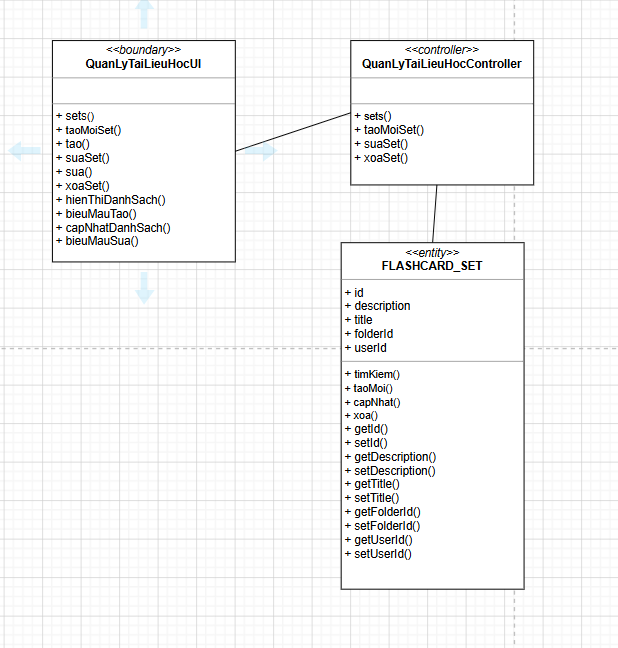 <<boundary>>
QuanLyTaiLieuHocUI
+ sets()
+ taoMoiSet()
+ tao()
+ suaSet()
+ sua()
+ xoaSet()
+ hienThiDanhSach()
+ bieuMauTao()
+ capNhatDanhSach()
+ bieuMauSua()
<<controller>>
QuanLyTaiLieuHocController
+ sets()
+ taoMoiSet()
+ suaSet()
+ xoaSet()
<<entity>>
FLASHCARD_SET
+ id
+ description
+ title
+ folderId
+ userId
+ timKiem()
+ taoMoi()
+ capNhat()
+ xoa()
+ getId()
+ setId()
+ getDescription()
+ setDescription()
+ getTitle()
+ setTitle()
+ getFolderId()
+ setFolderId()
+ getUserId()
+ setUserId()